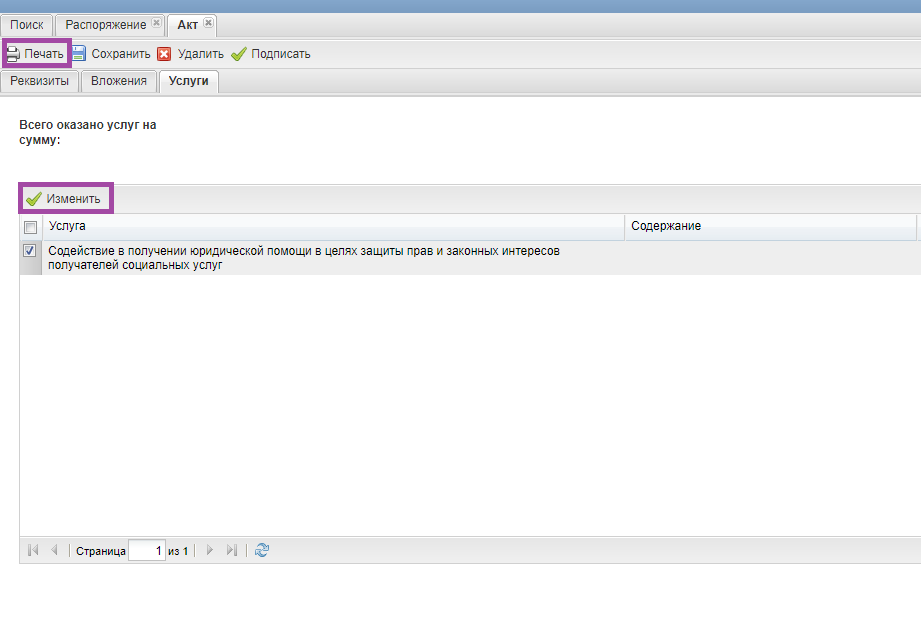 Поиск Распоряжение Акт
Печать Сохранить Удалить Подписать
Реквизиты Вложения Услуги
Всего оказано услуг на
сумму:
Изменить
Услуга Содержание
Содействие в получении юридической помощи в целях защиты прав и законных интересов
получателей социальных услуг
Страница 1 из 1